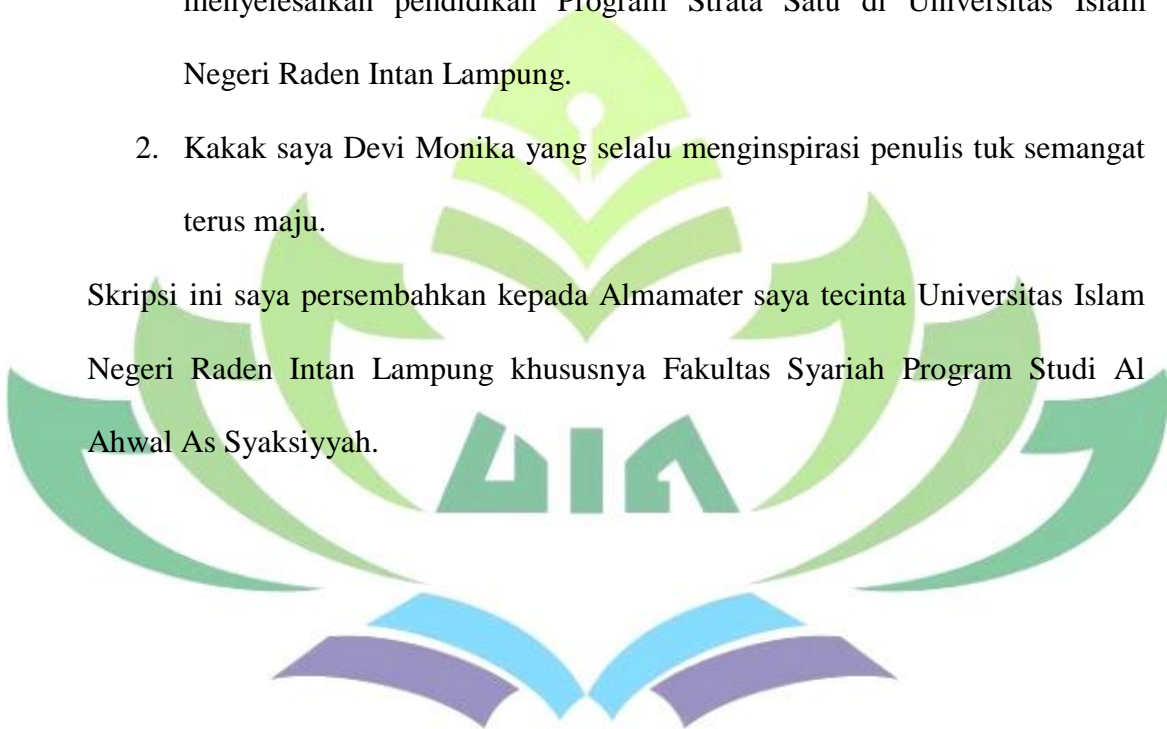 menyelesaikan pendidikan Program Strata Satu di Universitas Islam
Negeri Raden Intan Lampung.
2. Kakak saya Devi Monika yang selalu menginspirasi penulis tuk semangat
terus maju.
Skripsi ini saya persembahkan kepada Almamater saya tecinta Universitas Islam
Negeri Raden Intan Lampung khususnya Fakultas Syariah Program Studi Al
Ahwal As Syaksiyyah.
UIN